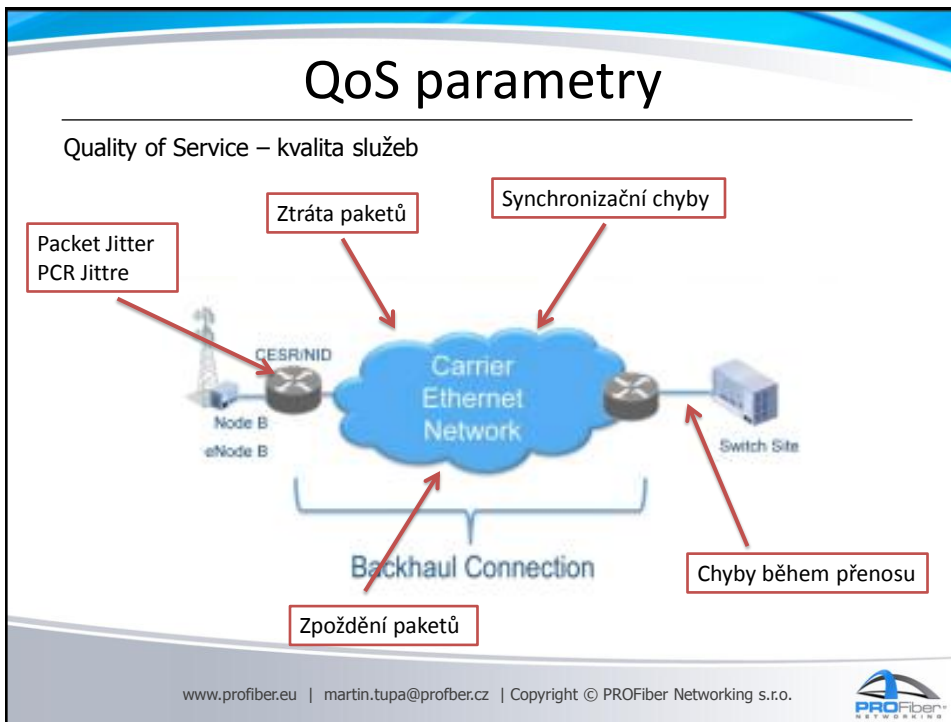 QoS parametry
Quality of Service – kvalita služeb
Ztráta paketů
Synchronizační chyby
Packet Jitter
PCR Jittre
CESR/NID
Carrier
Ethernet
Network
Node B
eNode B
Switch Site
Backhaul Connection
Chyby během přenosu
Zpoždění paketů
www.profiber.eu | martin.tupa@profber.cz | Copyright © PROFiber Networking s.r.o.
PROFiber
NETWORKING